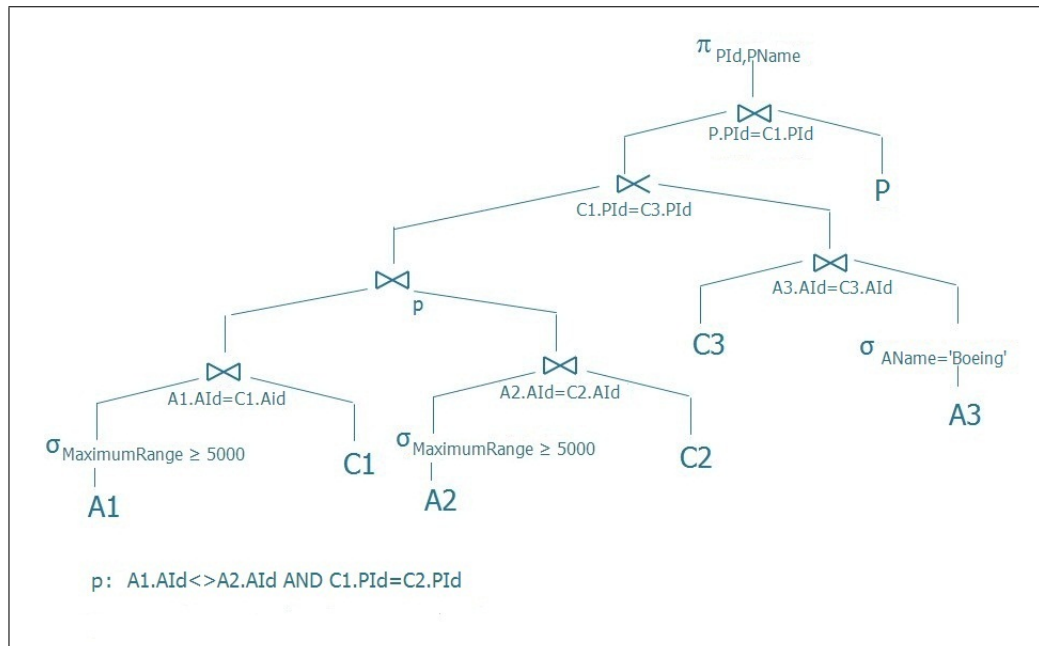 π PId,PName
P.PId=C1.PId
P
C1.PId=C3.PId
p
A3.AId=C3.AId
C3
σ AName='Boeing'
A3
A1.AId=C1.Aid
A2.AId=C2.AId
σ MaximumRange ≥ 5000
C1
σ MaximumRange ≥ 5000
C2
A1
A2
p: A1.AId<>A2.AId AND C1.PId=C2.PId